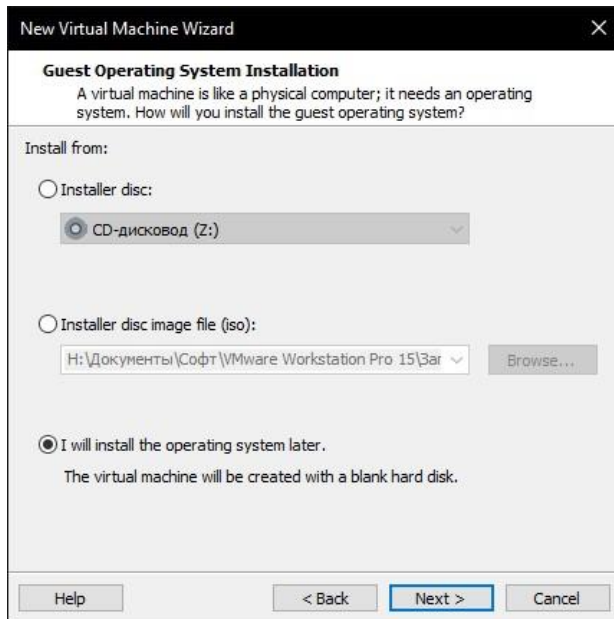 New Virtual Machine Wizard
Guest Operating System Installation
A virtual machine is like a physical computer; it needs an operating
system. How will you install the guest operating system?
Install from:
Installer disc:
CD-дисковод (Z:)
Installer disc image file (iso):
H:\Документы\Софт\VMware Workstation Pro 15\Заг
Browse...
I will install the operating system later.
The virtual machine will be created with a blank hard disk.
Help
< Back
Next >
Cancel